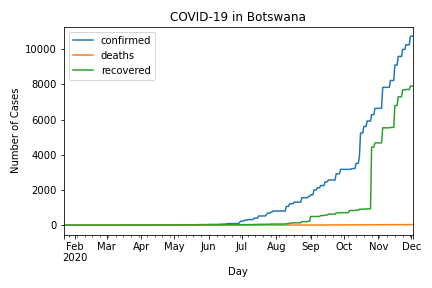 COVID-19 in Botswana
confirmed
deaths
recovered
Number of Cases
10000
8000
6000
4000
2000
0
Feb Mar Apr May Jun Jul Aug Sep Oct Nov Dec
2020
Day